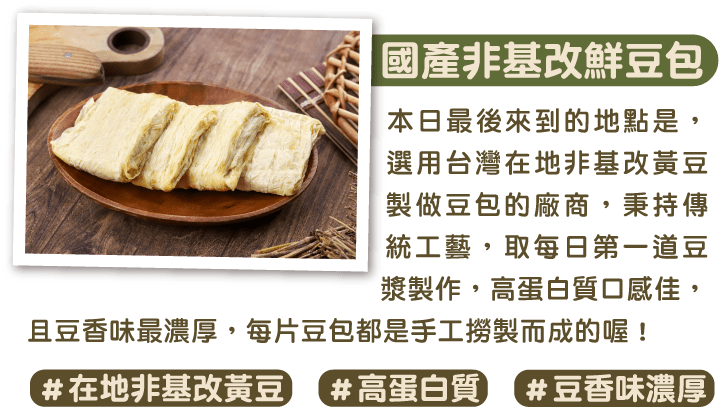 國產非基改鮮豆包
本日最後來到的地點是，
選用台灣在地非基改黃豆
製做豆包的廠商，秉持傳
統工藝，取每日第一道豆
漿製作，高蛋白質口感佳，
且豆香味最濃厚，每片豆包都是手工撈製而成的喔！
#在地非基改黃豆 #高蛋白質 #豆香味濃厚